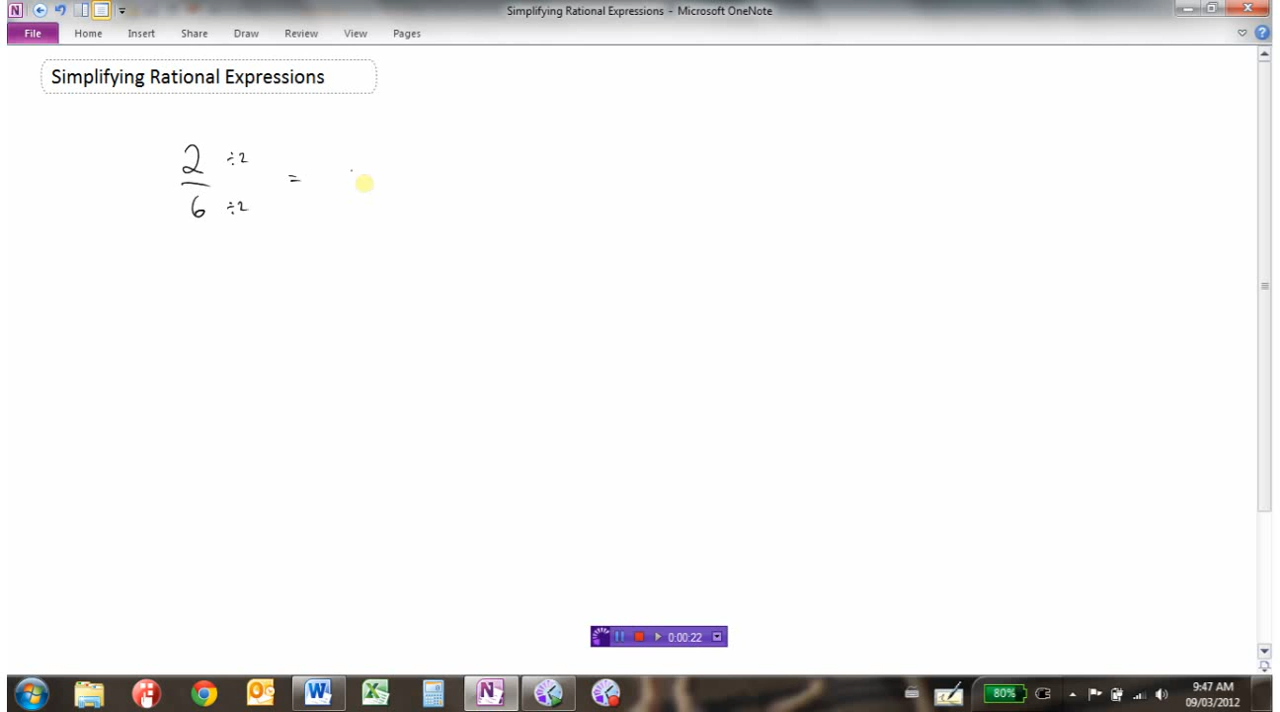 Simplifying Rational Expressions - Microsoft OneNote
File Home Insert Share Draw Review View Pages
Simplifying Rational Expressions
2 ÷2
=
6 ÷2
0:00:22
80%
9:47 AM
09/03/2012